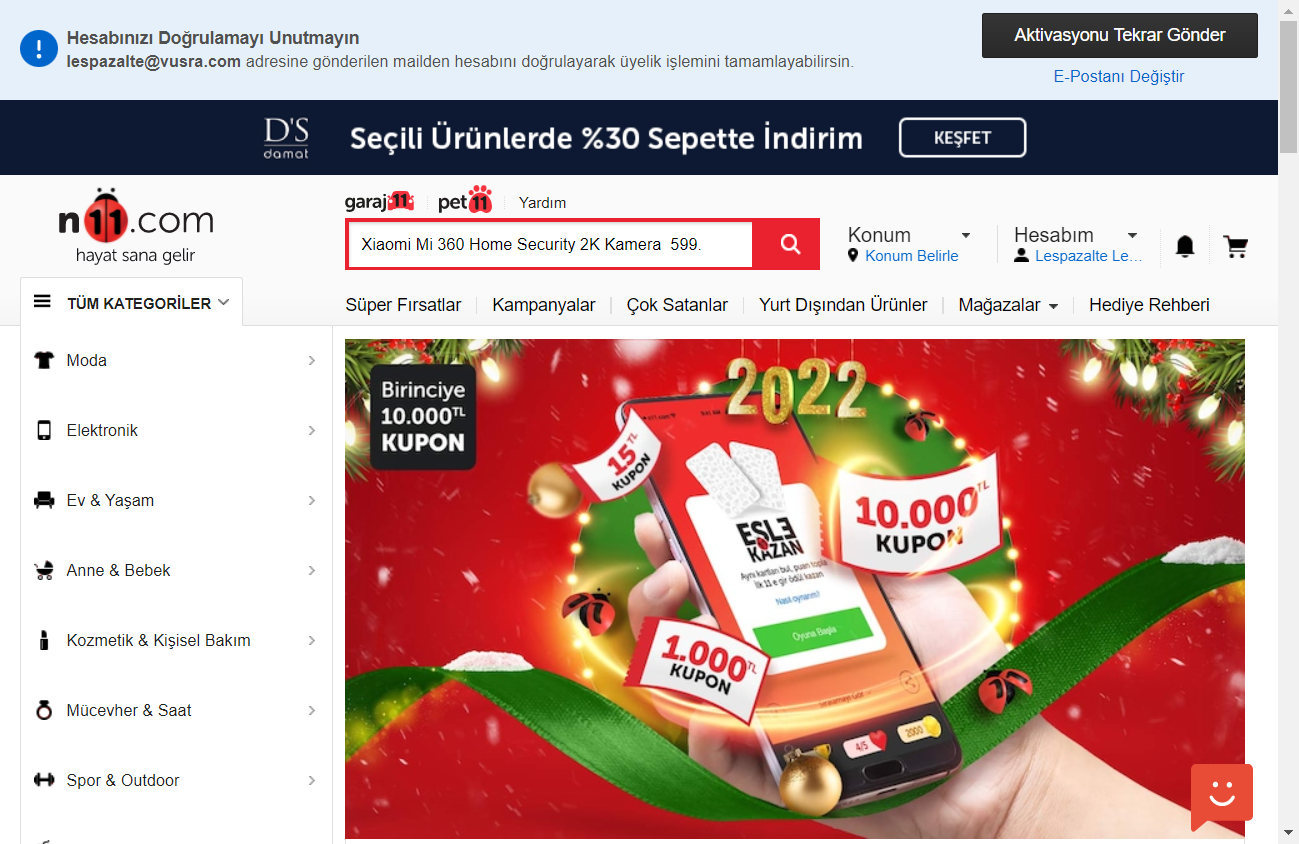 Hesabınızı Doğrulamayı Unutmayın
lespazalte@vusra.com adresine gönderilen mailden hesabını doğrulayarak üyelik işlemini tamamlayabilirsin.
Aktivasyonu Tekrar Gönder
E-Postanı Değiştir
D'S
damat
Seçili Ürünlerde %30 Sepette İndirim
KEŞFET
n11.com
hayat sana gelir
garaj11
pet11
Yardım
Xiaomi Mi 360 Home Security 2K Kamera 599.
Konum
Konum Belirle
Hesabım
Lespazalte Le...
TÜM KATEGORİLER
Süper Fırsatlar
Kampanyalar
Çok Satanlar
Yurt Dışından Ürünler
Mağazalar
Hediye Rehberi
Moda
Elektronik
Ev & Yaşam
Anne & Bebek
Kozmetik & Kişisel Bakım
Mücevher & Saat
Spor & Outdoor
Birinciye
10.000TL
KUPON
2022
15TL
KUPON
10.000TL
KUPON
EŞLE
KAZAN
Aynı kartları bul, puan topla
ilk 11'e gir ödül kazan
Nasıl oynarım?
Oyuna Başla
1.000TL
KUPON
4/5
2000